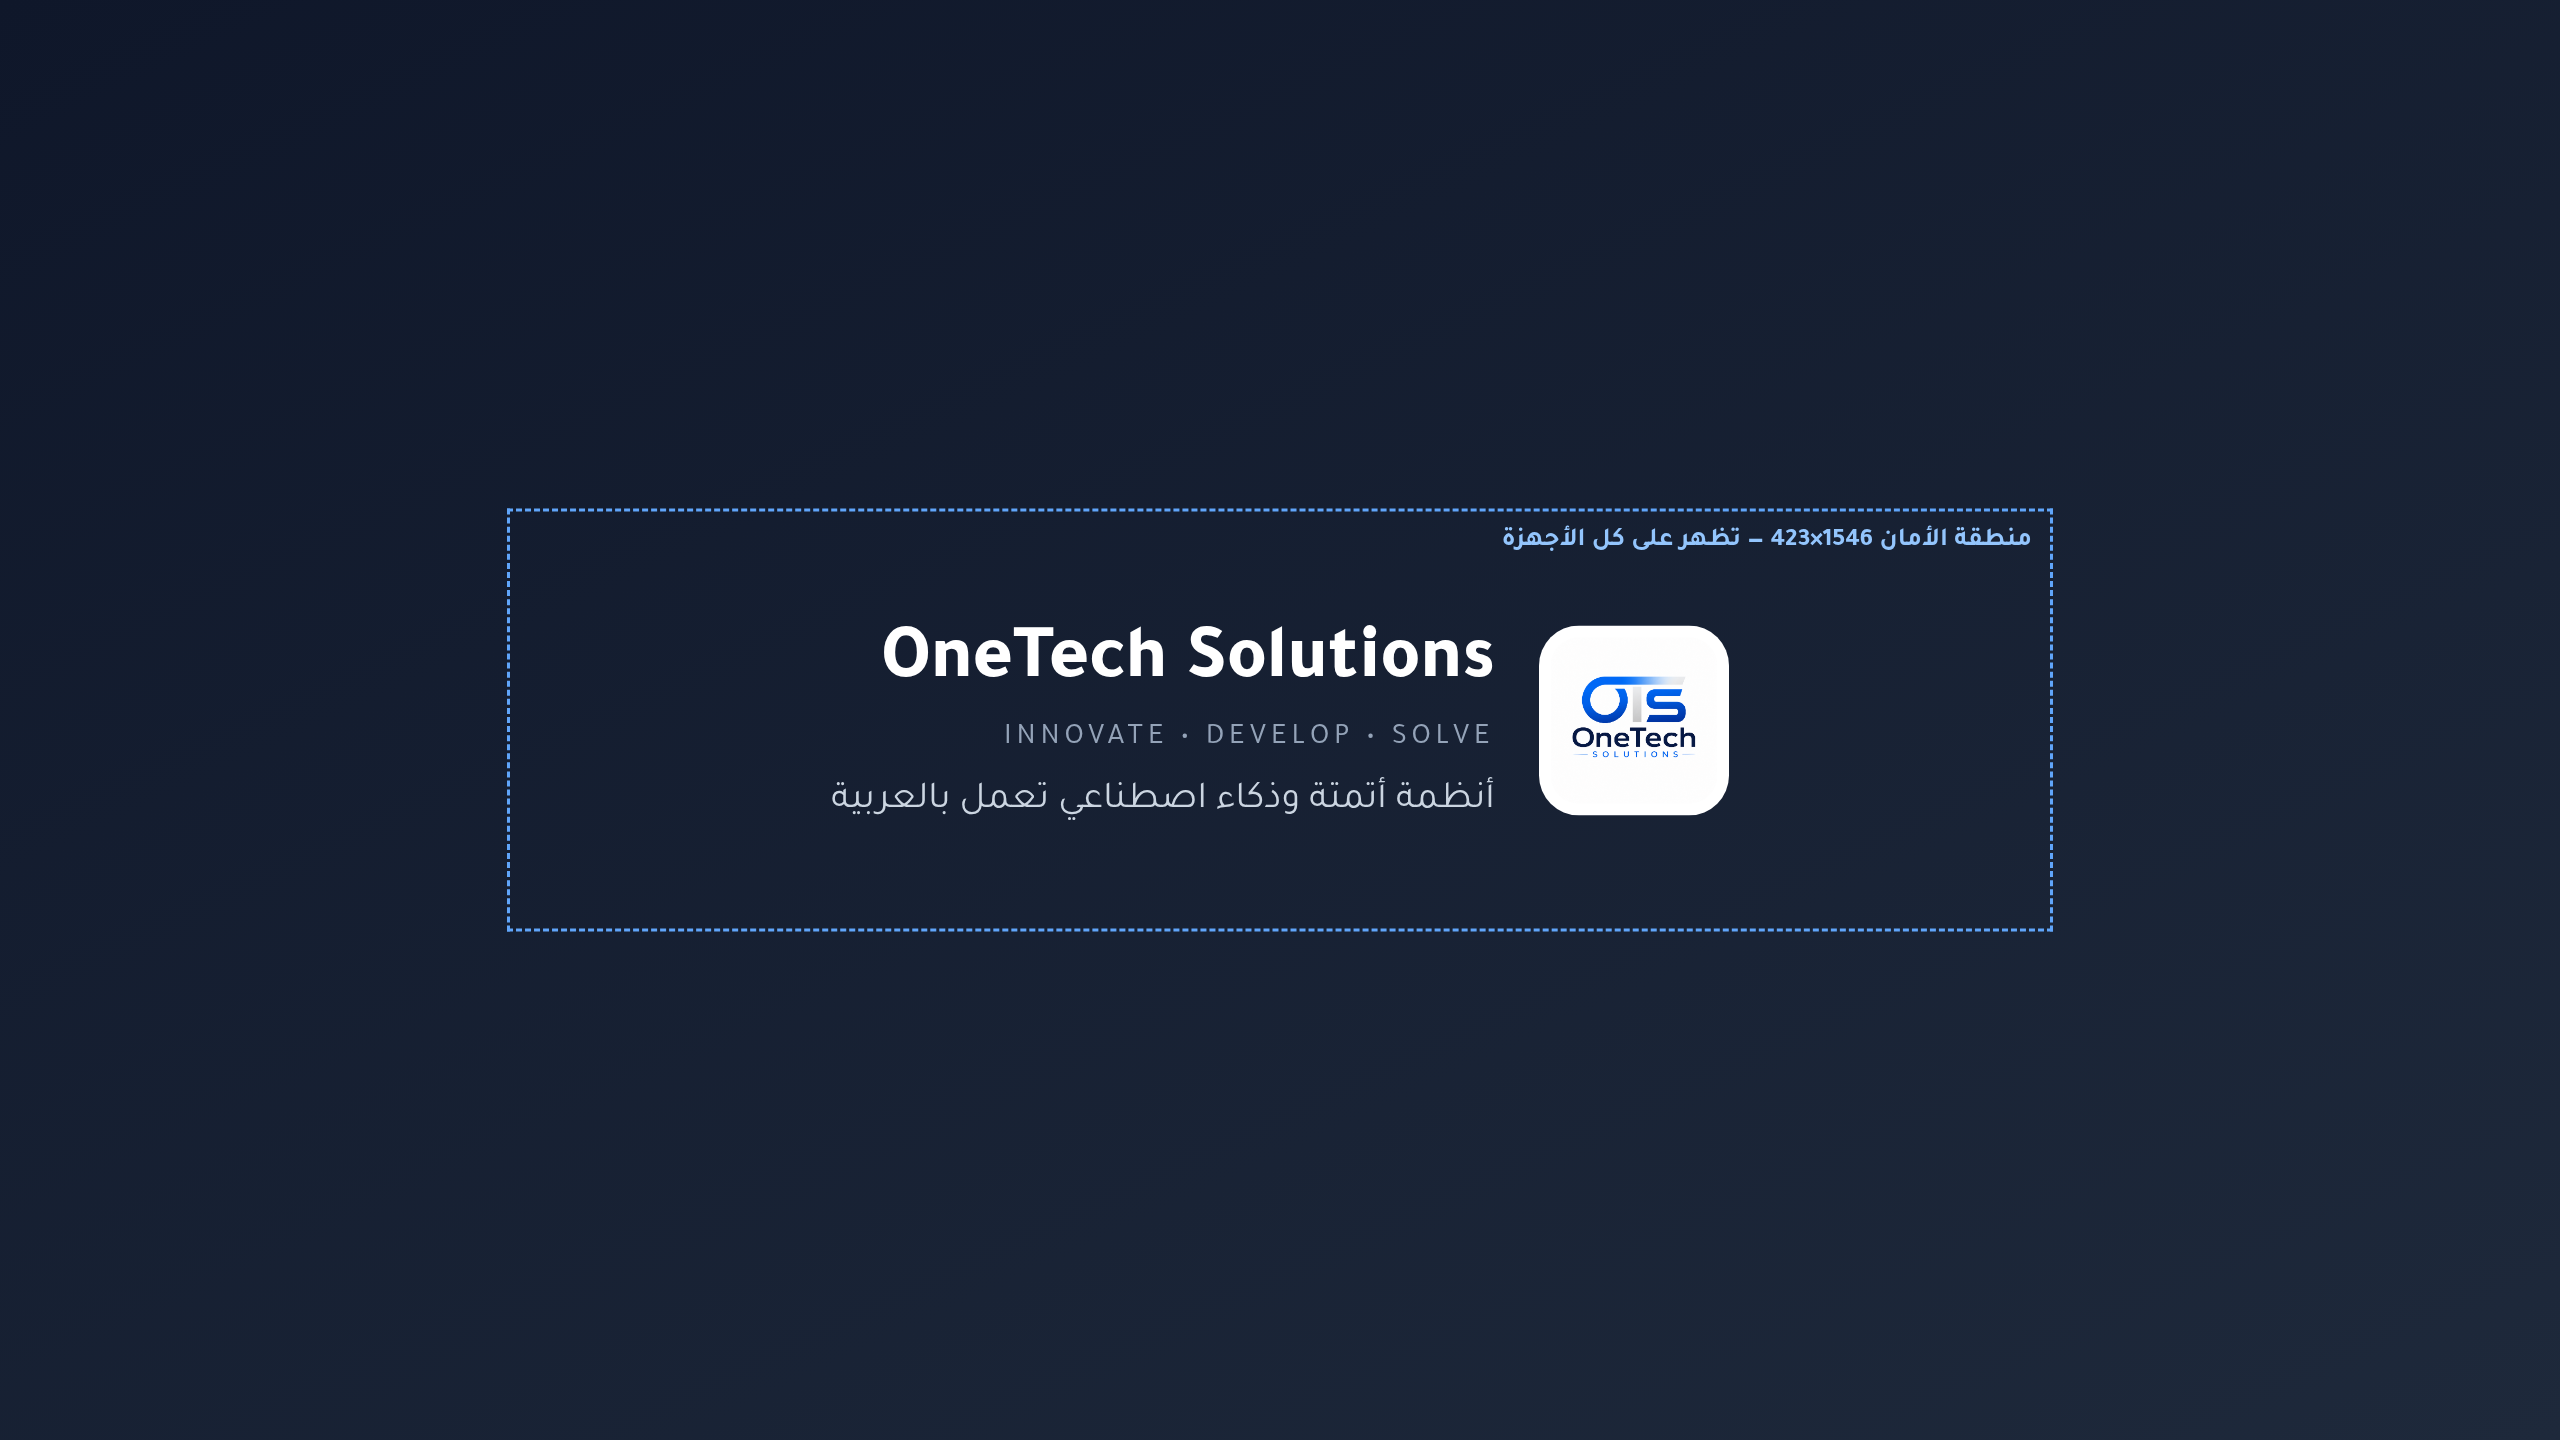 منطقة الأمان 1546×423 – تظهر على كل الأجهزة
OneTech Solutions
INNOVATE • DEVELOP • SOLVE
أنظمة أتمتة وذكاء اصطناعي تعمل بالعربية
OTS
OneTech
SOLUTIONS